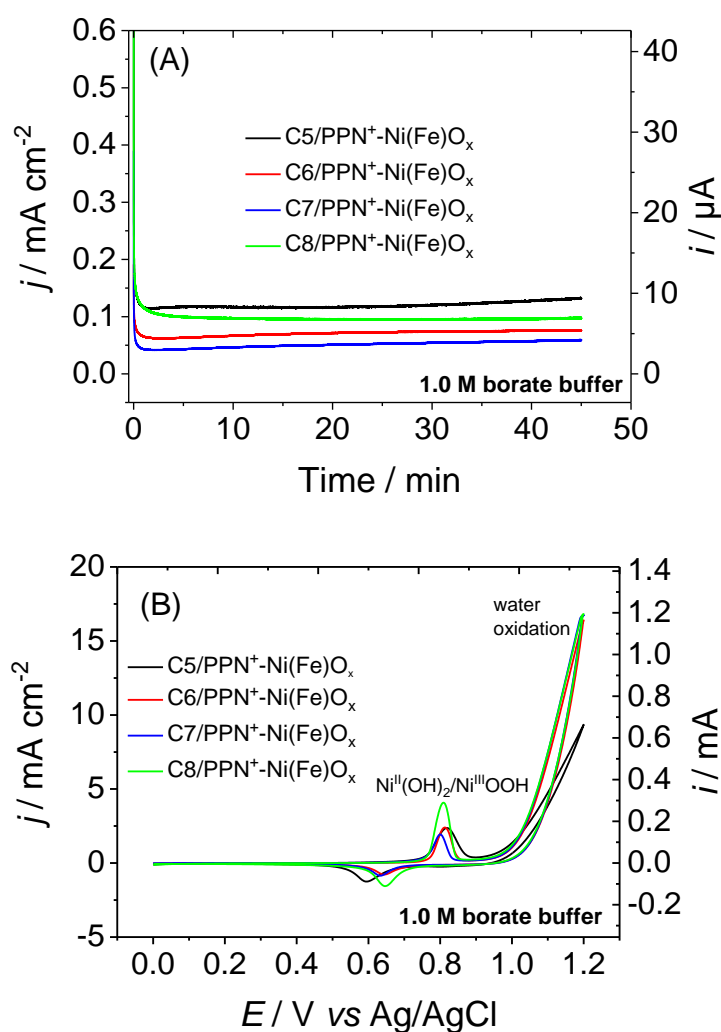 (A)
0.6
0.5
0.4
0.3
0.2
0.1
0.0
j / mA cm⁻²
40
30
20
10
0
i / µA
C5/PPN⁺-Ni(Fe)Oₓ
C6/PPN⁺-Ni(Fe)Oₓ
C7/PPN⁺-Ni(Fe)Oₓ
C8/PPN⁺-Ni(Fe)Oₓ
1.0 M borate buffer
0 10 20 30 40 50
Time / min
(B)
20
15
10
5
0
-5
j / mA cm⁻²
1.4
1.2
1.0
0.8
0.6
0.4
0.2
0.0
-0.2
i / mA
water
oxidation
C5/PPN⁺-Ni(Fe)Oₓ
C6/PPN⁺-Ni(Fe)Oₓ
C7/PPN⁺-Ni(Fe)Oₓ
C8/PPN⁺-Ni(Fe)Oₓ
Niᴵᴵ(OH)₂/NiᴵᴵᴵOOH
1.0 M borate buffer
0.0 0.2 0.4 0.6 0.8 1.0 1.2
E / V vs Ag/AgCl